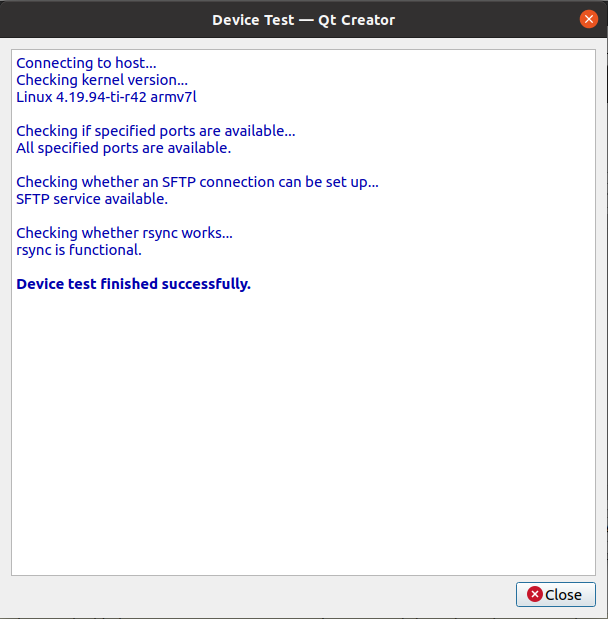 Device Test — Qt Creator
Connecting to host...
Checking kernel version...
Linux 4.19.94-ti-r42 armv7l
Checking if specified ports are available...
All specified ports are available.
Checking whether an SFTP connection can be set up...
SFTP service available.
Checking whether rsync works...
rsync is functional.
Device test finished successfully.
Close